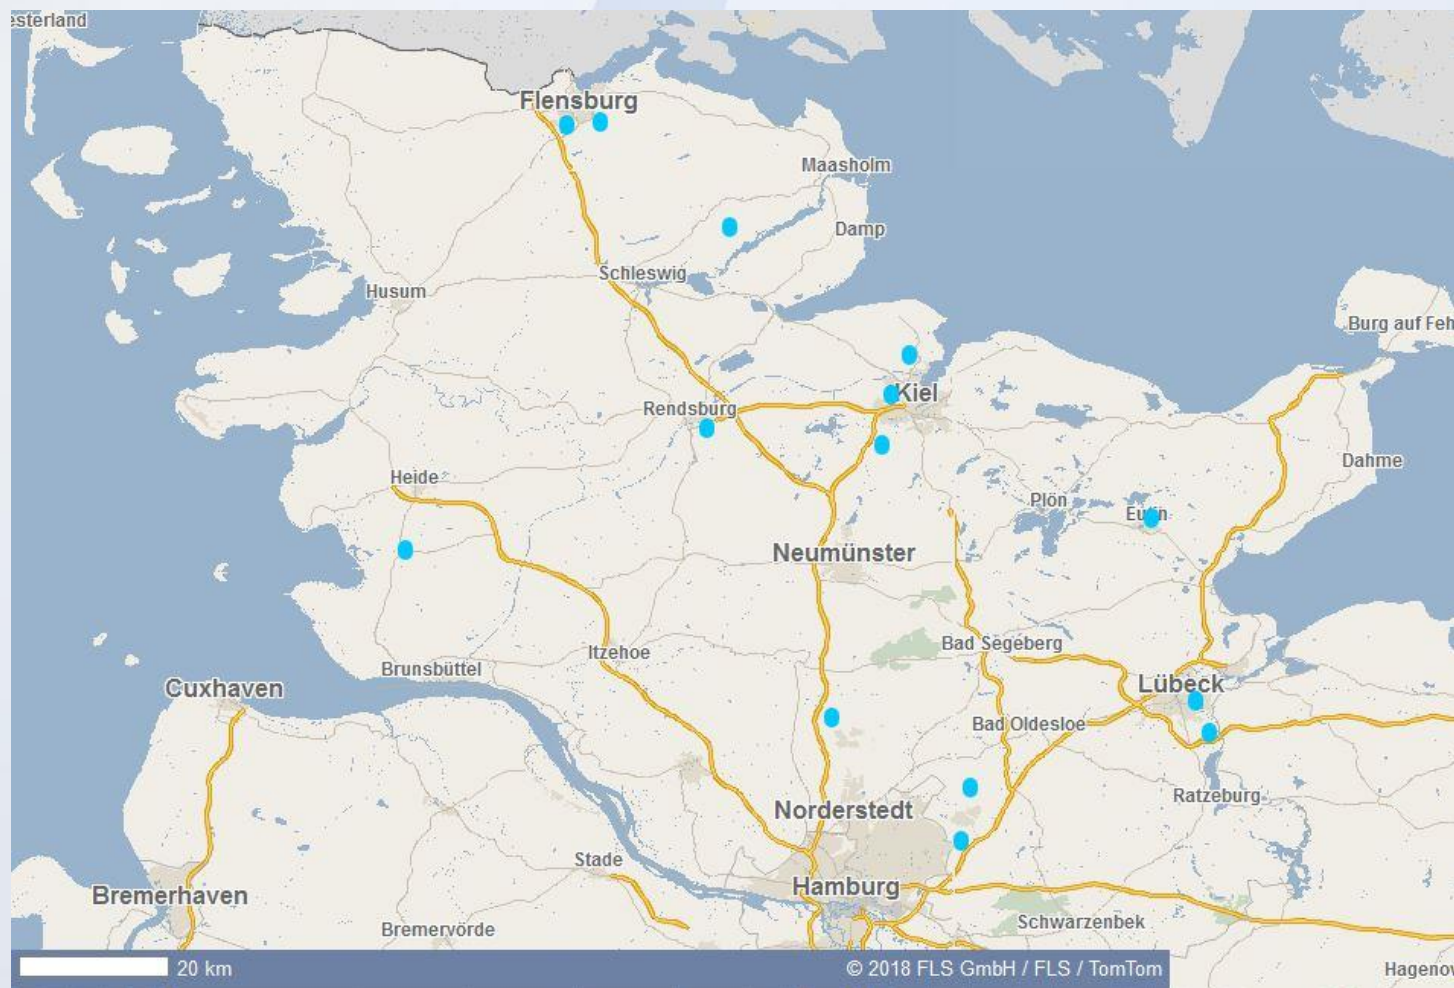 esterland
Flensburg
Maasholm
Damp
Schleswig
Husum
Burg auf Feh
Kiel
Rendsburg
Dahme
Heide
Plön
Eutin
Neumünster
Bad Segeberg
Itzehoe
Brunsbüttel
Cuxhaven
Lübeck
Bad Oldesloe
Ratzeburg
Norderstedt
Stade
Hamburg
Bremerhaven
Schwarzenbek
Bremervörde
20 km
© 2018 FLS GmbH / FLS / TomTom
Hagenow